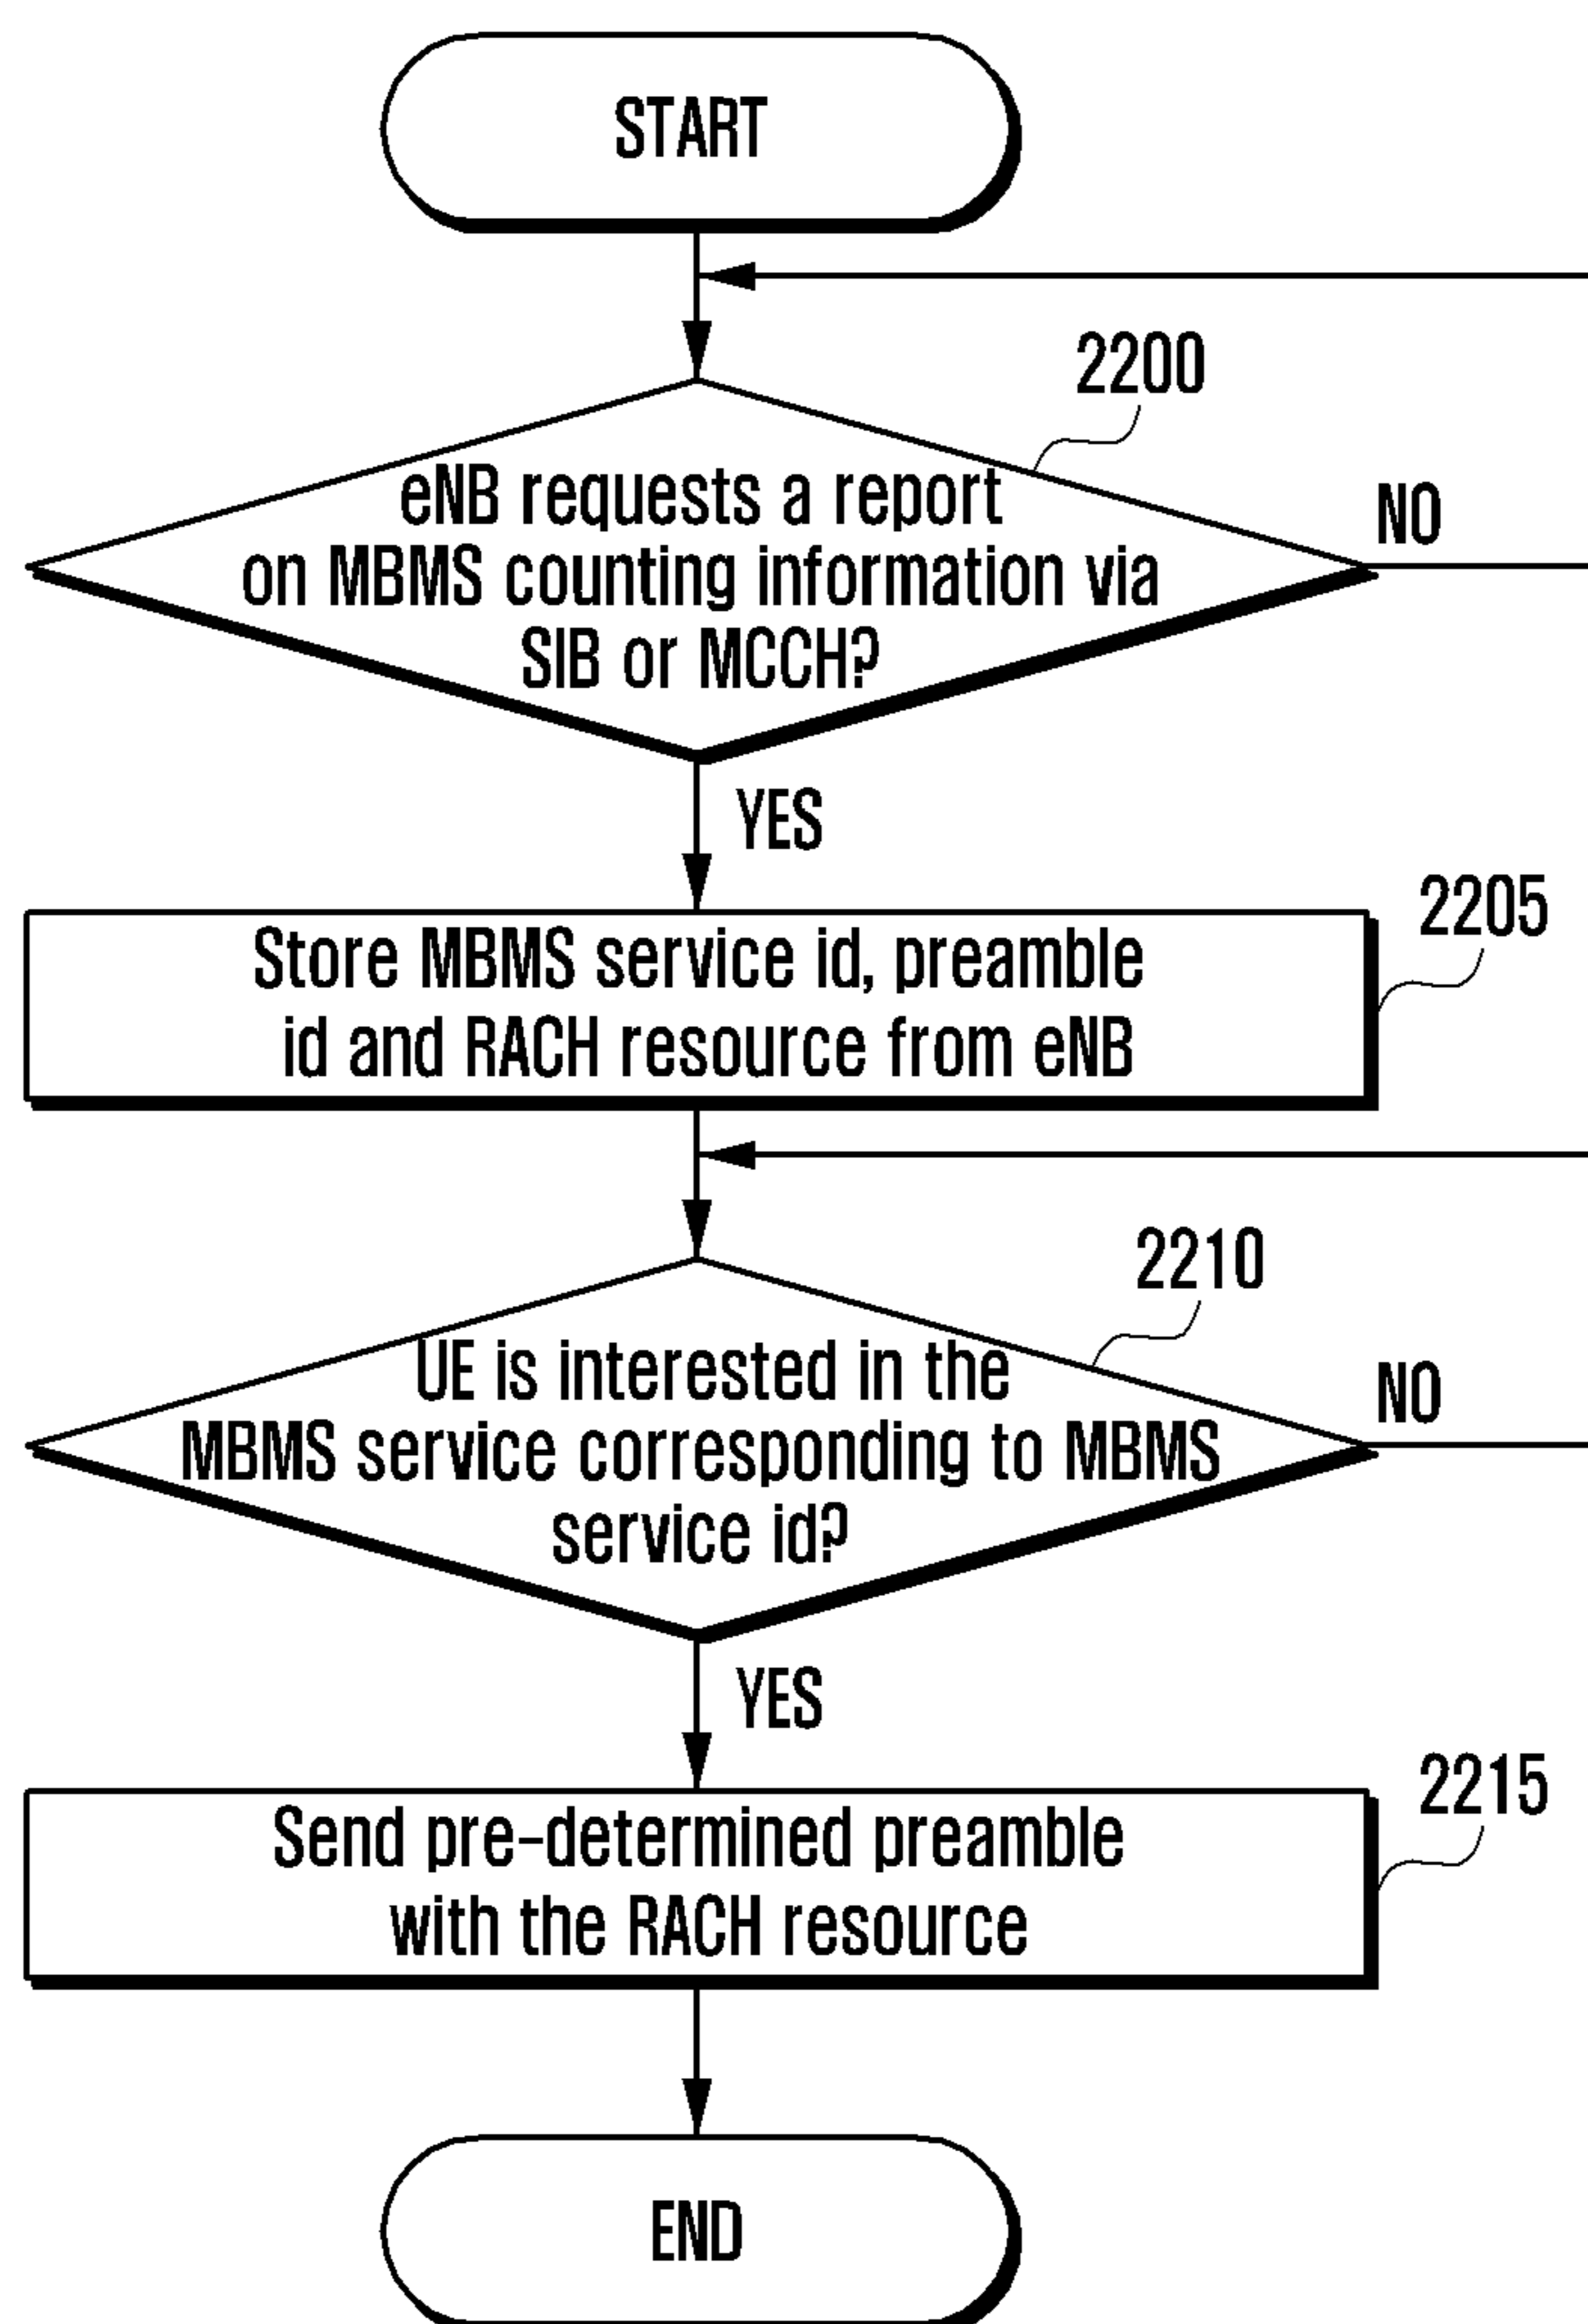 START
2200
eNB requests a report
on MBMS counting information via
SIB or MCCH?
NO
YES
2205
Store MBMS service id, preamble
id and RACH resource from eNB
2210
UE is interested in the
MBMS service corresponding to MBMS
service id?
NO
YES
2215
Send pre-determined preamble
with the RACH resource
END